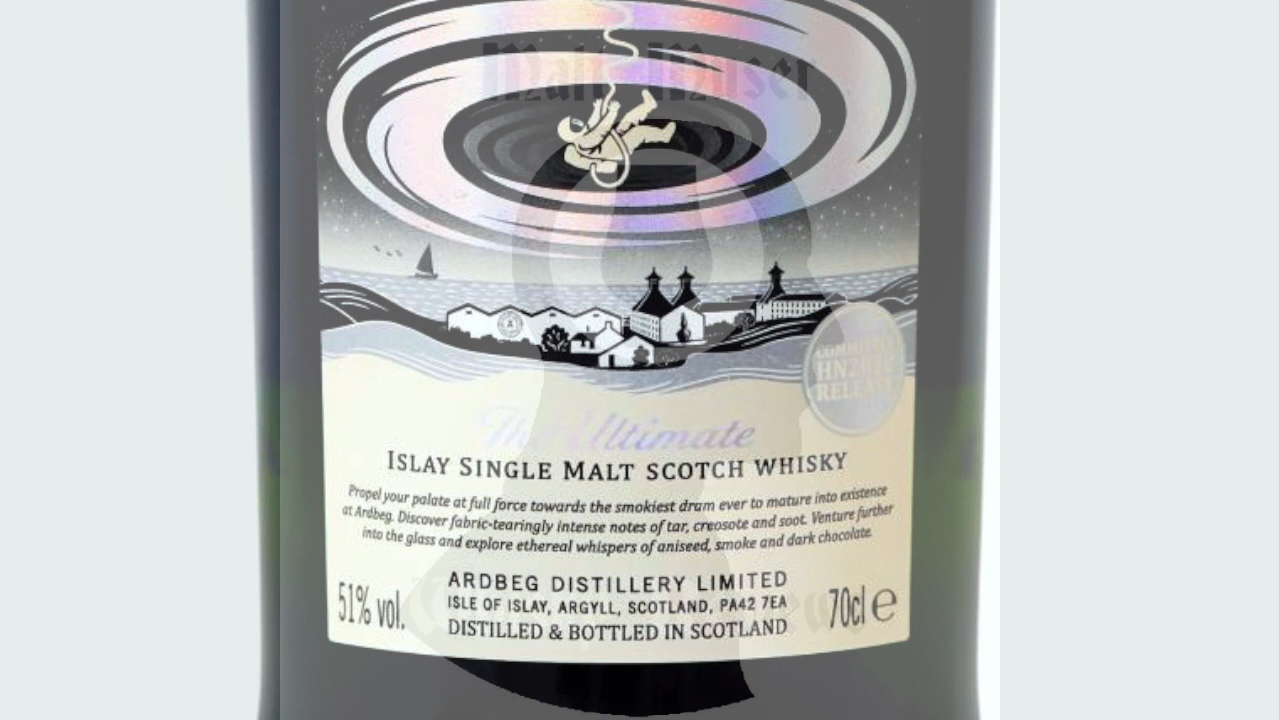 The Ultimate
ISLAY SINGLE MALT SCOTCH WHISKY
Propel your palate at full force towards the smokiest dram ever to mature into existence
at Ardbeg. Discover fabric-tearingly intense notes of tar, creosote and soot. Venture further
into the glass and explore ethereal whispers of aniseed, smoke and dark chocolate.
ARDBEG DISTILLERY LIMITED
51% vol.
ISLE OF ISLAY, ARGYLL, SCOTLAND, PA42 7EA
70cl e
DISTILLED & BOTTLED IN SCOTLAND
RELEASE